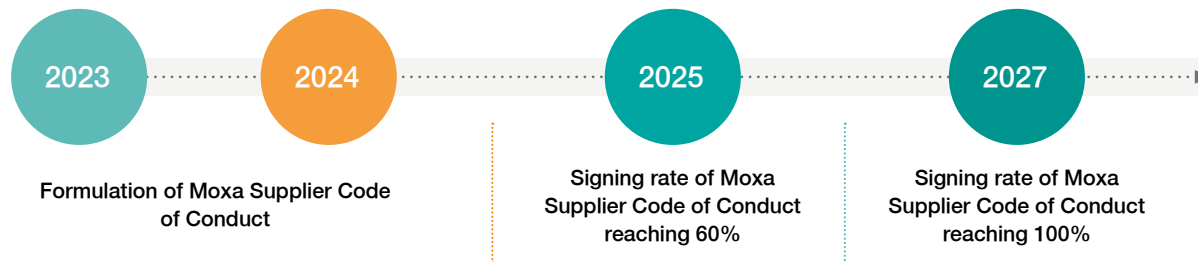 2023
2024
2025
2027
Formulation of Moxa Supplier Code
of Conduct
Signing rate of Moxa
Supplier Code of Conduct
reaching 60%
Signing rate of Moxa
Supplier Code of Conduct
reaching 100%